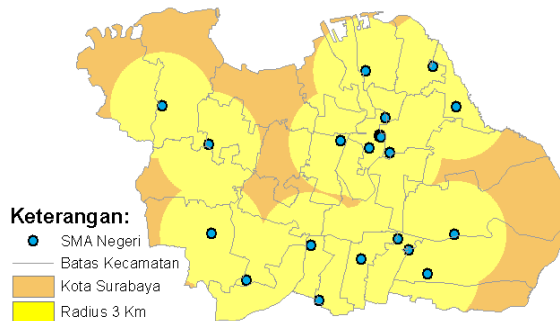 Keterangan:
SMA Negeri
Batas Kecamatan
Kota Surabaya
Radius 3 Km